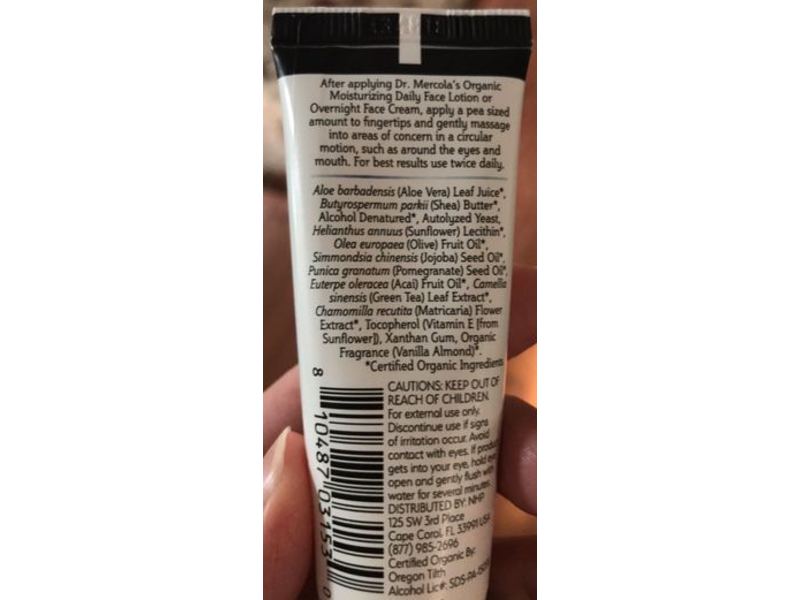 After applying Dr. Mercola's Organic
Moisturizing Daily Face Lotion or
Overnight Face Cream, apply a pea sized
amount to fingertips and gently massage
into areas of concern in a circular
motion, such as around the eyes and
mouth. For best results use twice daily.
Aloe barbadensis (Aloe Vera) Leaf Juice*,
Butyrospermum parkii (Shea) Butter*,
Alcohol Denatured*, Autolyzed Yeast,
Helianthus annuus (Sunflower) Lecithin*,
Olea europaea (Olive) Fruit Oil*,
Simmondsia chinensis (Jojoba) Seed Oil*,
Punica granatum (Pomegranate) Seed Oil*,
Euterpe oleracea (Acai) Fruit Oil*, Camellia
sinensis (Green Tea) Leaf Extract*,
Chamomilla recutita (Matricaria) Flower
Extract*, Tocopherol (Vitamin E [from
Sunflower]), Xanthan Gum, Organic
Fragrance (Vanilla Almond)*.
*Certified Organic Ingredients
CAUTIONS: KEEP OUT OF
REACH OF CHILDREN.
For external use only.
Discontinue use if signs
of irritation occur. Avoid
contact with eyes. If product
gets into your eye, hold eye
open and gently flush with
water for several minutes.
DISTRIBUTED BY: NHP
125 SW 3rd Place
Cape Coral, FL 33991 USA
(877) 985-2696
Certified Organic By:
Oregon Tilth
Alcohol Lic#: SDS-PA-
8 10487 03153 0